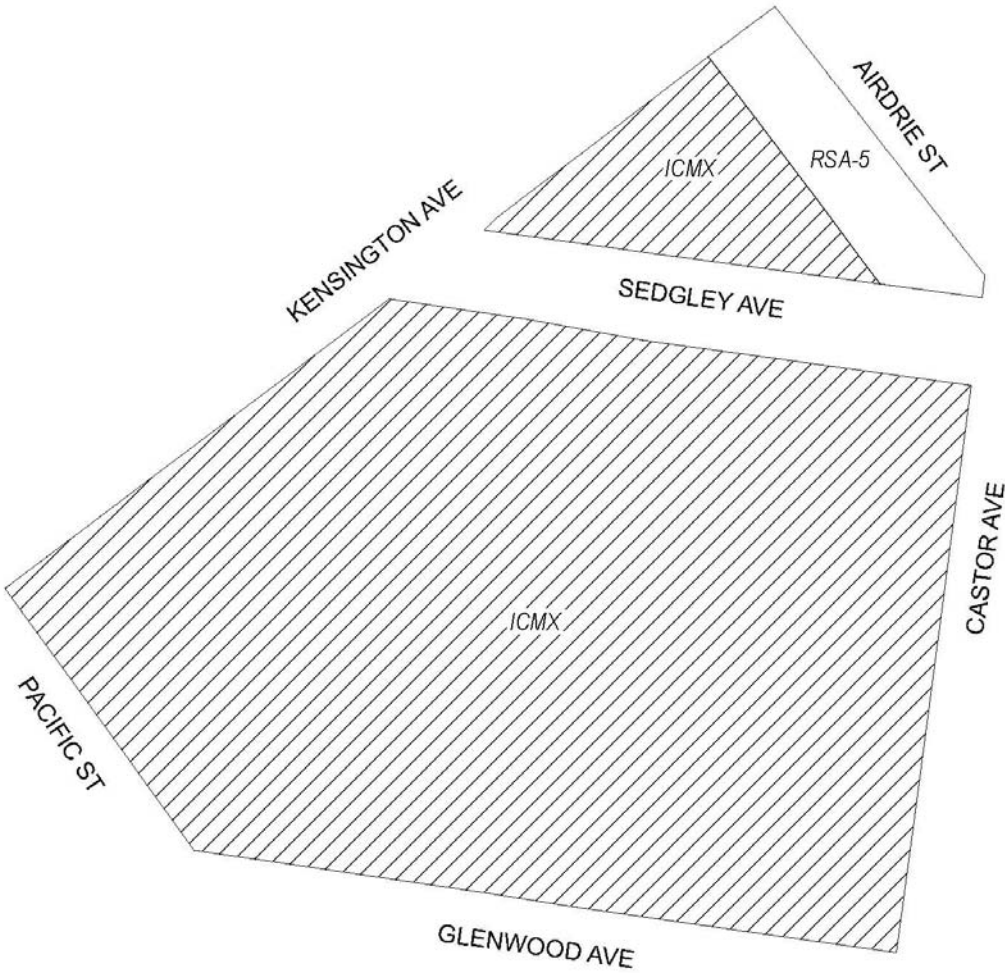 AIRDRIE ST
RSA-5
ICMX
KENSINGTON AVE
SEDGLEY AVE
CASTOR AVE
ICMX
PACIFIC ST
GLENWOOD AVE